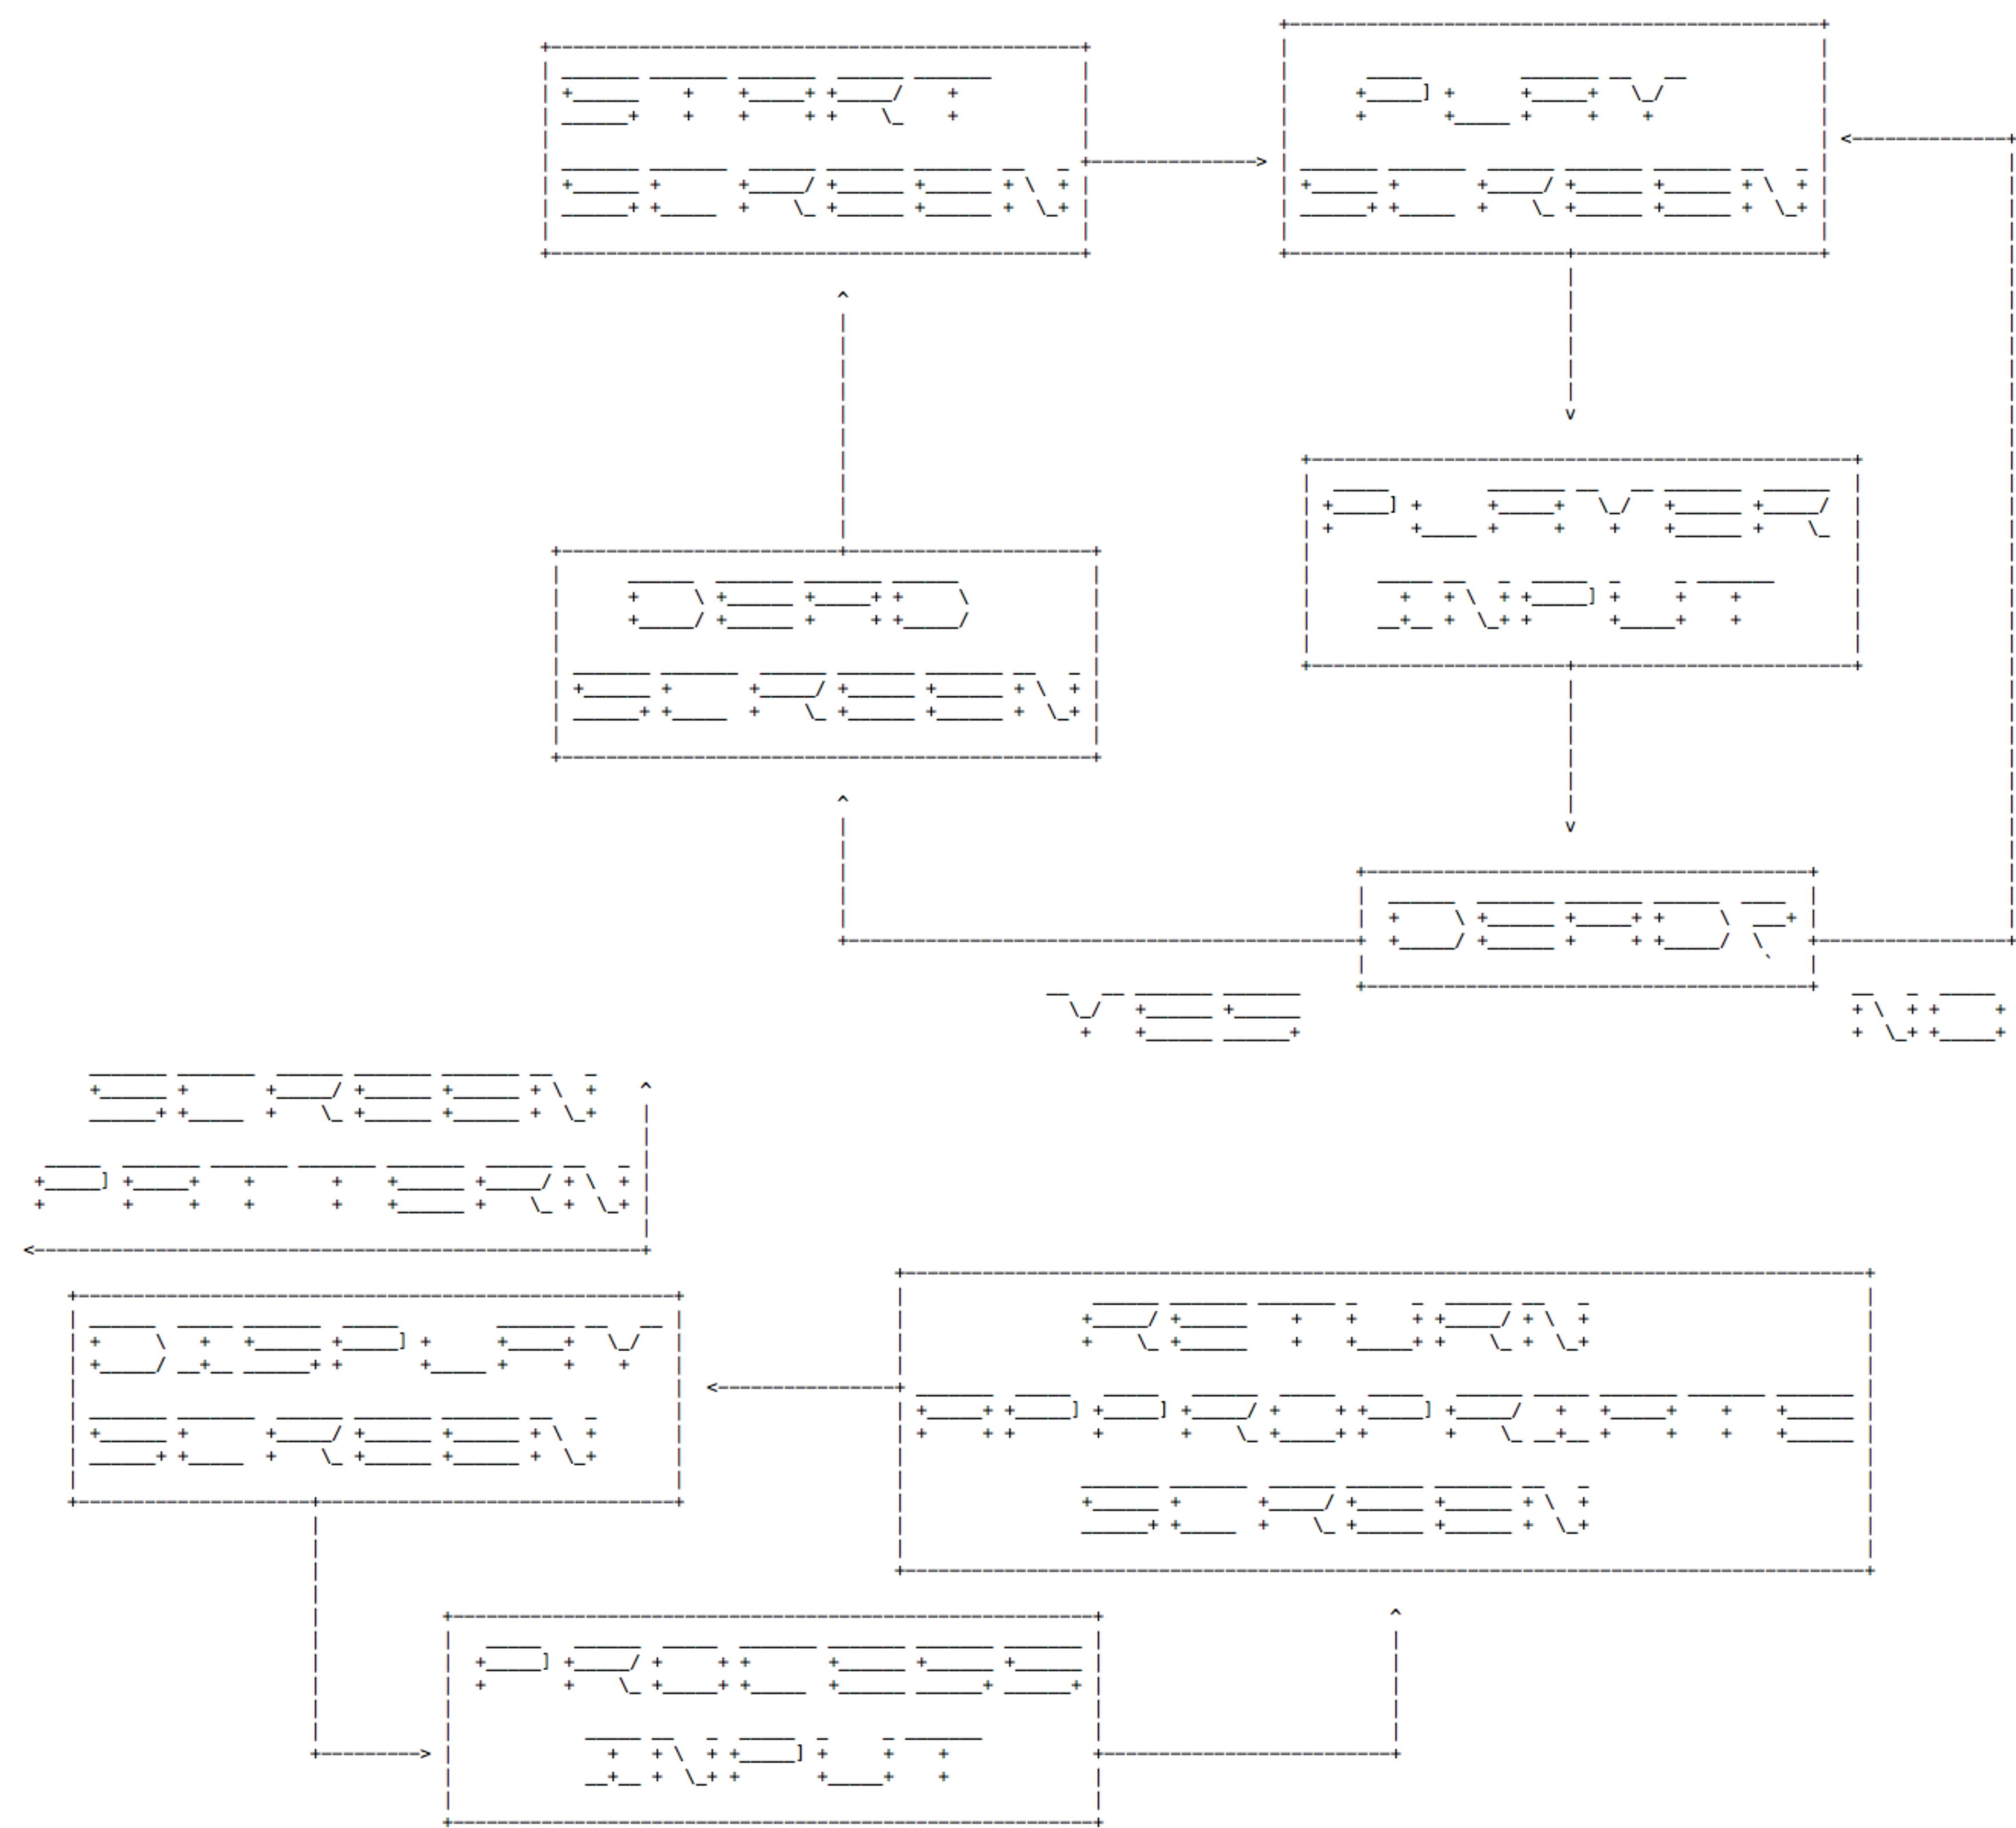 START
SCREEN
PLAY
SCREEN
PLAYER
INPUT
DEAD
SCREEN
DEAD?
YES
NO
SCREEN
PATTERN
DISPLAY
SCREEN
RETURN
APPROPRIATE
SCREEN
PROCESS
INPUT